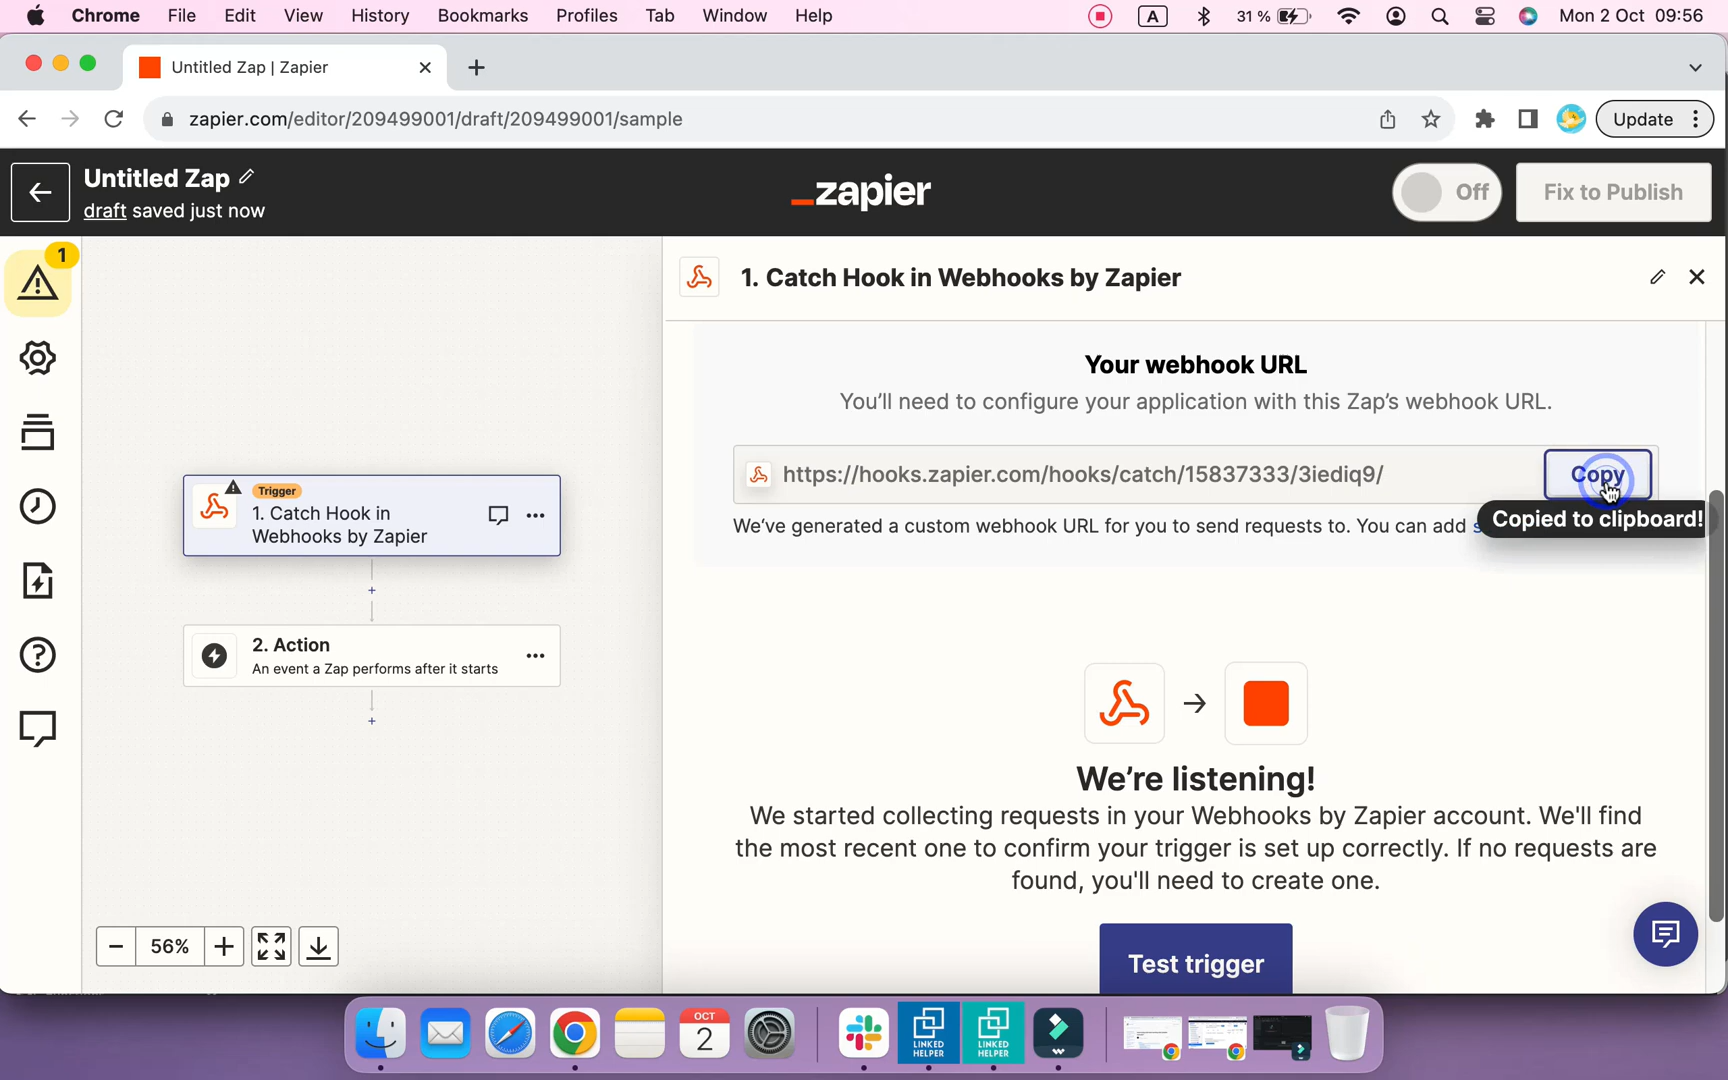 Chrome File Edit View History Bookmarks Profiles Tab Window Help A 31 % Mon 2 Oct 09:56
Untitled Zap | Zapier
zapier.com/editor/209499001/draft/209499001/sample
Update
Untitled Zap
draft saved just now
zapier
Off
Fix to Publish
1
1. Catch Hook in Webhooks by Zapier
Your webhook URL
You'll need to configure your application with this Zap's webhook URL.
https://hooks.zapier.com/hooks/catch/15837333/3iediq9/
Copy
Copied to clipboard!
We've generated a custom webhook URL for you to send requests to. You can add
Trigger
1. Catch Hook in
Webhooks by Zapier
2. Action
An event a Zap performs after it starts
We're listening!
We started collecting requests in your Webhooks by Zapier account. We'll find
the most recent one to confirm your trigger is set up correctly. If no requests are
found, you'll need to create one.
Test trigger
56%
OCT
2
LINKED
HELPER
LINKED
HELPER